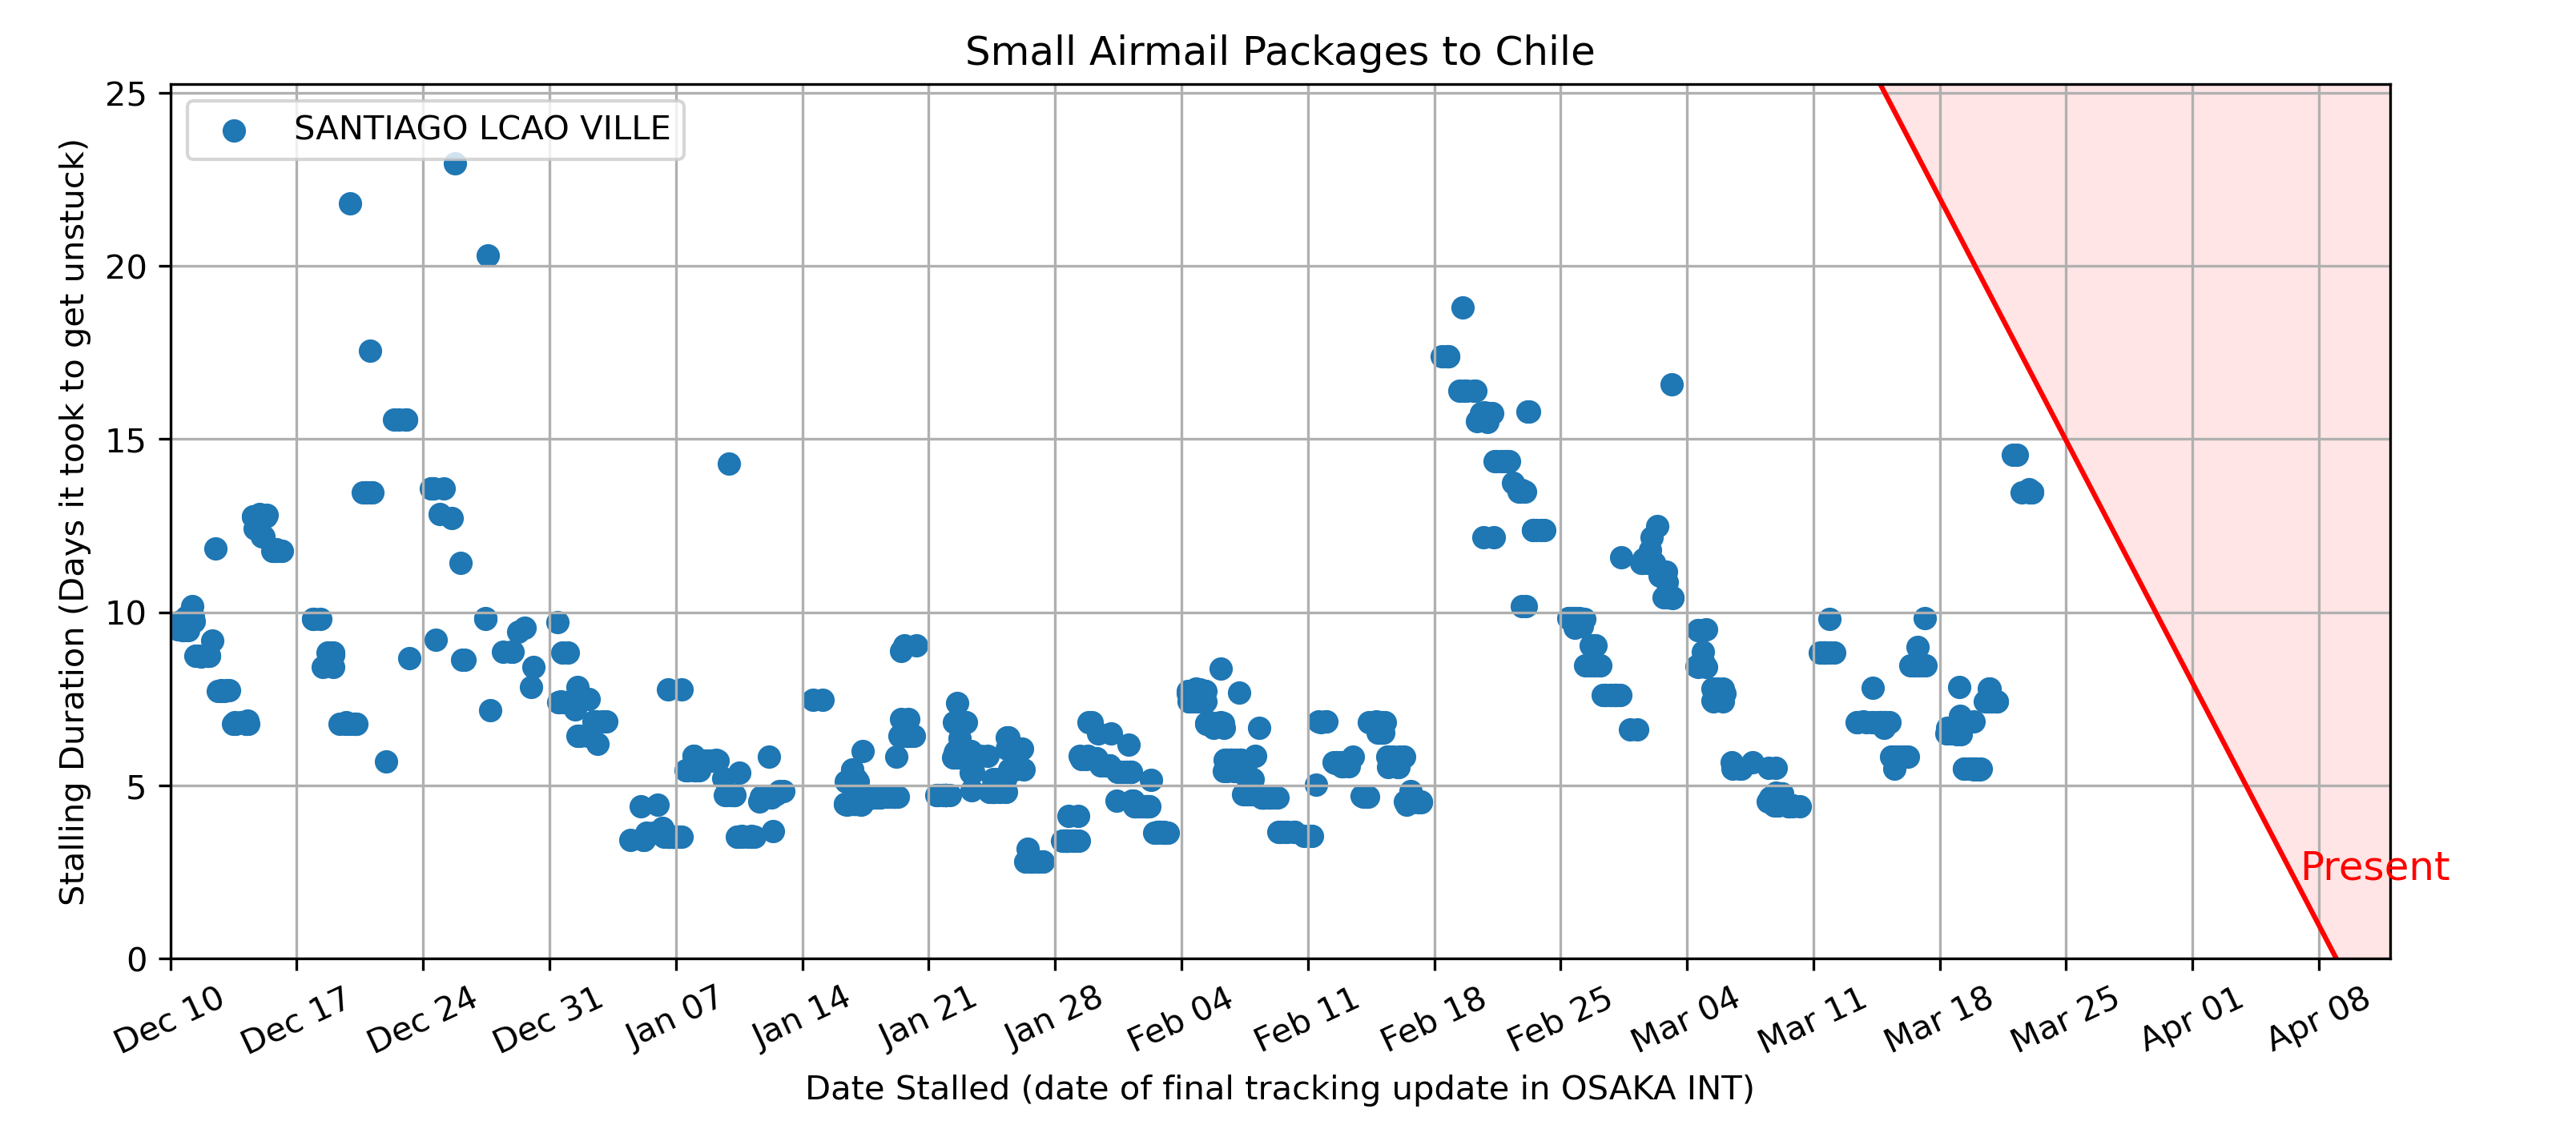 Small Airmail Packages to Chile
SANTIAGO LCAO VILLE
Stalling Duration (Days it took to get unstuck)
25
20
15
10
5
0
Present
Dec 10
Dec 17
Dec 24
Dec 31
Jan 07
Jan 14
Jan 21
Jan 28
Feb 04
Feb 11
Feb 18
Feb 25
Mar 04
Mar 11
Mar 18
Mar 25
Apr 01
Apr 08
Date Stalled (date of final tracking update in OSAKA INT)